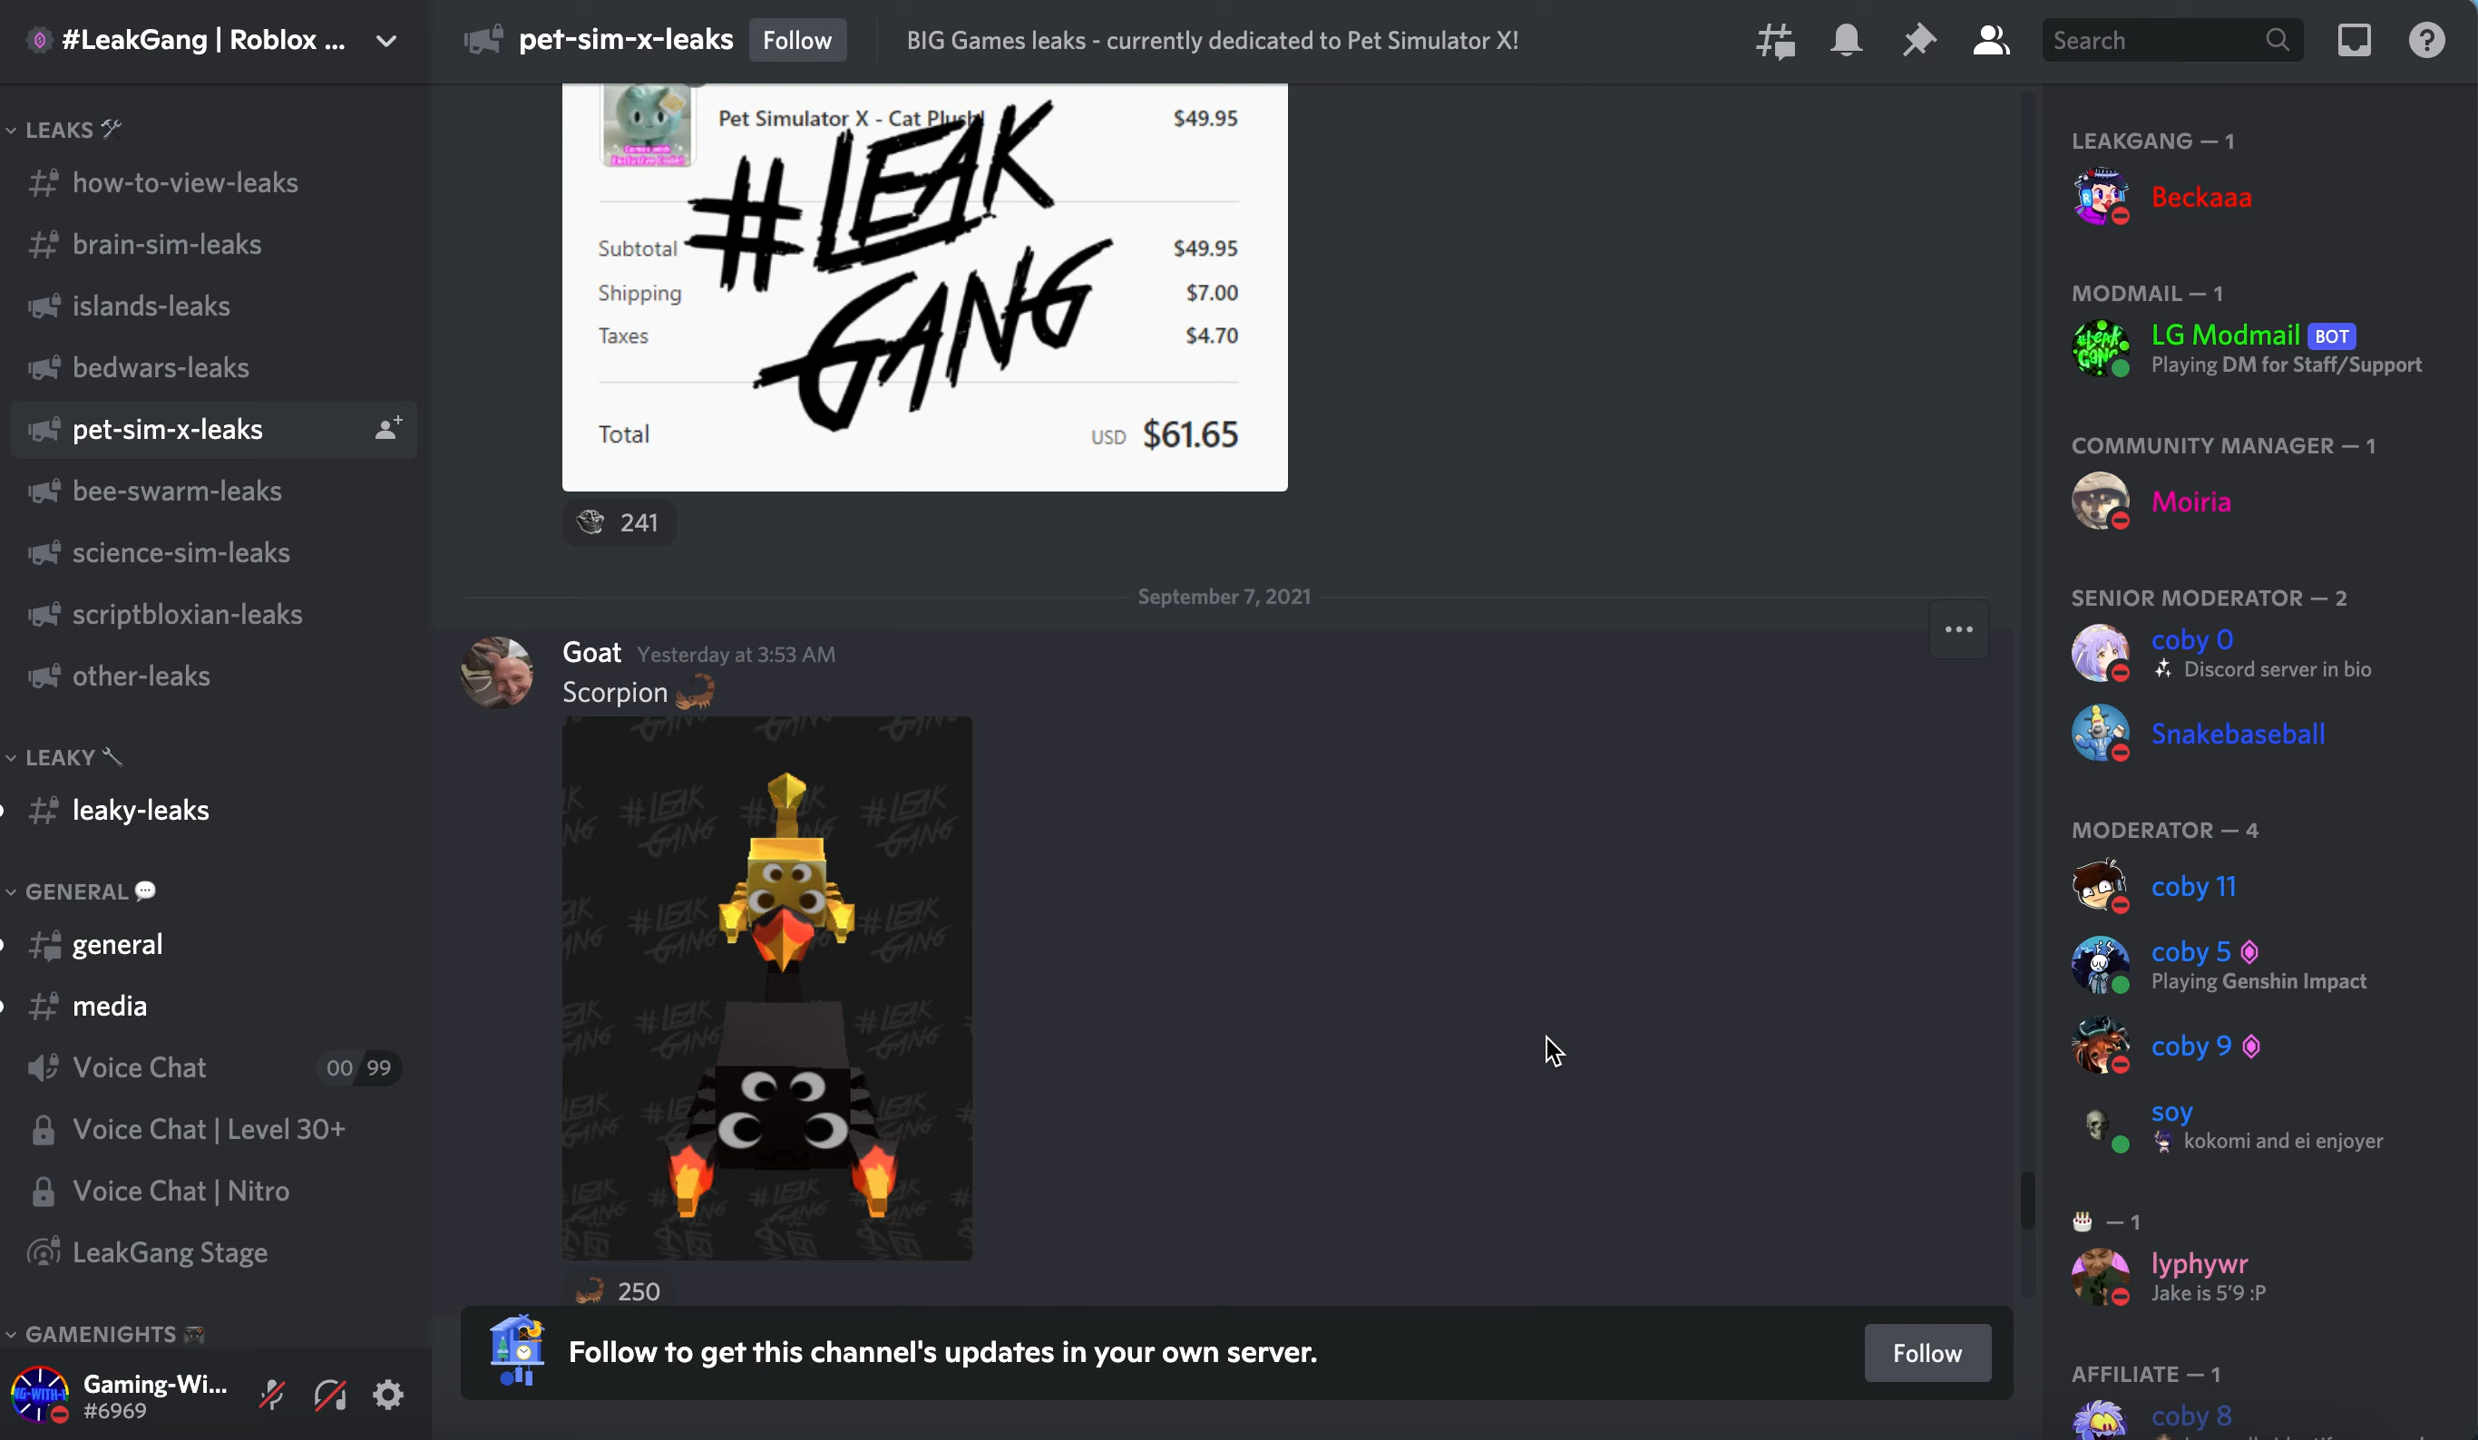 #LeakGang | Roblox ...
pet-sim-x-leaks
Follow
BIG Games leaks - currently dedicated to Pet Simulator X!
Search
LEAKS
how-to-view-leaks
brain-sim-leaks
islands-leaks
bedwars-leaks
pet-sim-x-leaks
bee-swarm-leaks
science-sim-leaks
scriptbloxian-leaks
other-leaks
LEAKY
leaky-leaks
GENERAL
general
media
Voice Chat
00 99
Voice Chat | Level 30+
Voice Chat | Nitro
LeakGang Stage
GAMENIGHTS
Gaming-Wi...
#6969
Pet Simulator X - Cat Plush!
$49.95
#LEAK
GANG
Subtotal
$49.95
Shipping
$7.00
Taxes
$4.70
Total
USD $61.65
241
September 7, 2021
Goat Yesterday at 3:53 AM
Scorpion
#LEAK
GANG
250
Follow to get this channel's updates in your own server.
Follow
LEAKGANG — 1
Beckaaa
MODMAIL — 1
LG Modmail BOT
Playing DM for Staff/Support
COMMUNITY MANAGER — 1
Moiria
SENIOR MODERATOR — 2
coby 0
Discord server in bio
Snakebaseball
MODERATOR — 4
coby 11
coby 5
Playing Genshin Impact
coby 9
soy
kokomi and ei enjoyer
— 1
lyphywr
Jake is 5'9 :P
AFFILIATE — 1
coby 8